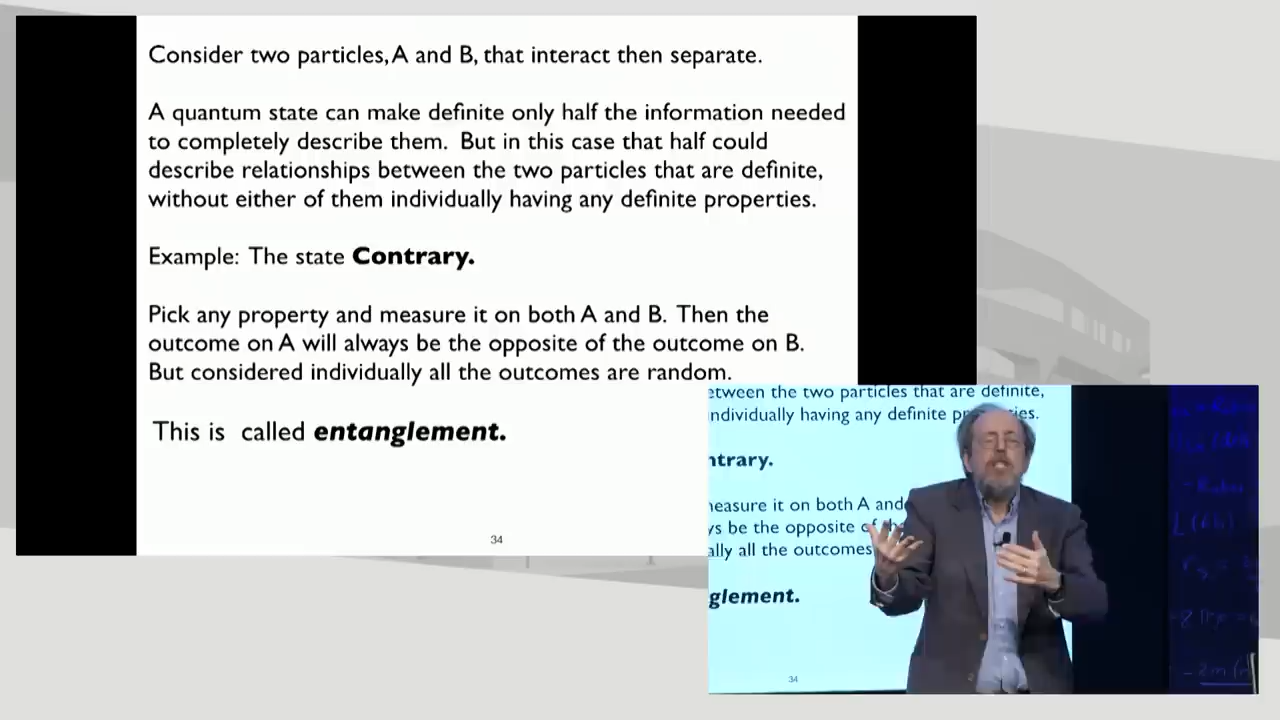 Consider two particles, A and B, that interact then separate.
A quantum state can make definite only half the information needed
to completely describe them. But in this case that half could
describe relationships between the two particles that are definite,
without either of them individually having any definite properties.
Example: The state Contrary.
Pick any property and measure it on both A and B. Then the
outcome on A will always be the opposite of the outcome on B.
But considered individually all the outcomes are random.
This is called entanglement.
34
etween the two particles that are definite,
ndividually having any definite
ntrary.
neasure it on both A and
ys be the opposite
ally all the outcomes
glement.
34